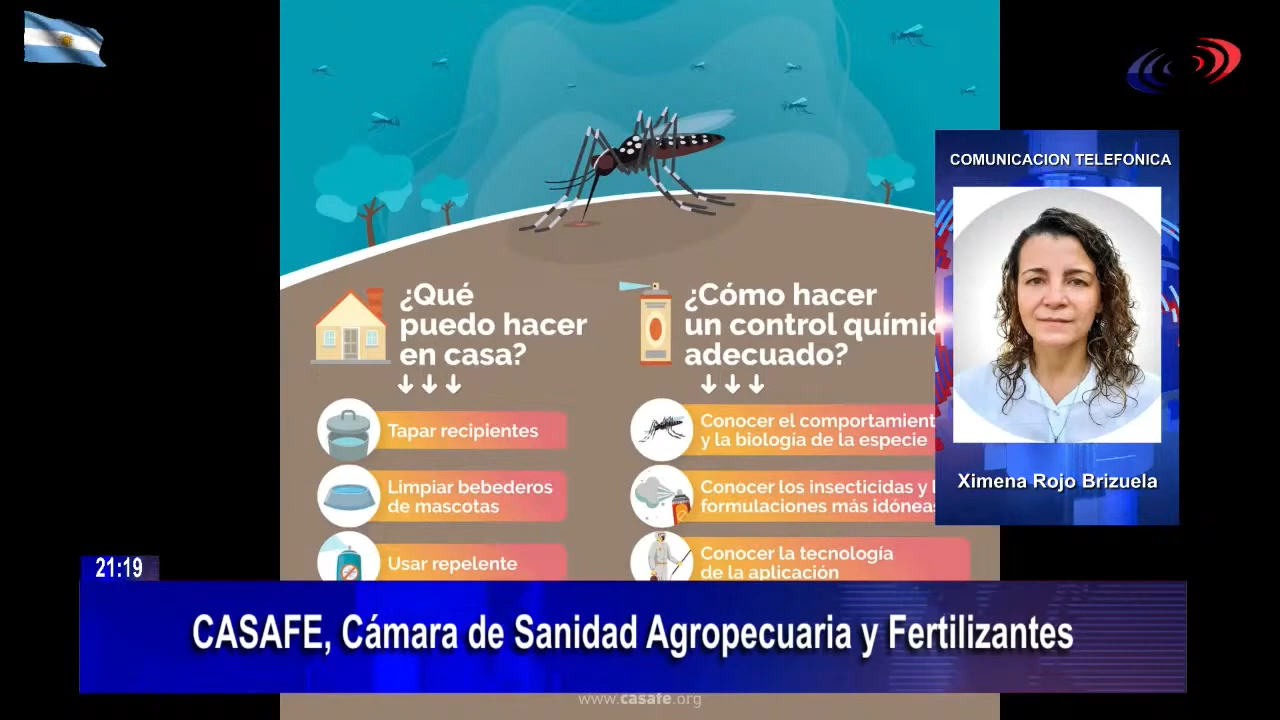 COMUNICACION TELEFONICA
Ximena Rojo Brizuela
¿Qué
puedo hacer
en casa?
Tapar recipientes
Limpiar bebederos
de mascotas
Usar repelente
¿Cómo hacer
un control químic
adecuado?
Conocer el comportamient
y la biología de la especie
Conocer los insecticidas y l
formulaciones más idóneas
Conocer la tecnología
de la aplicación
21:19
CASAFE, Cámara de Sanidad Agropecuaria y Fertilizantes
www.casafe.org